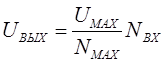 U_ВЫХ = U_MAX / N_MAX N_ВХ